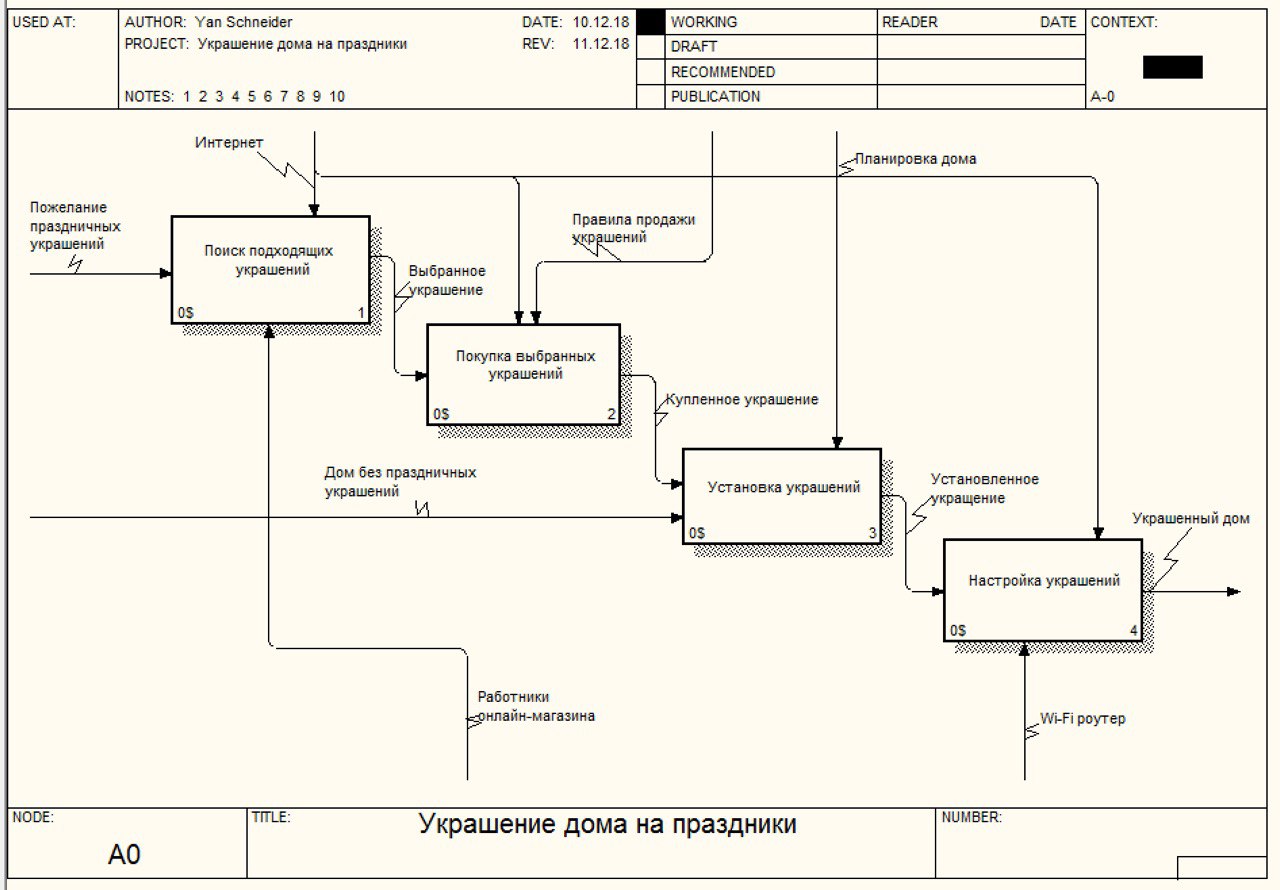 USED AT:
AUTHOR: Yan Schneider
DATE: 10.12.18
PROJECT: Украшение дома на праздники
REV: 11.12.18
NOTES: 1 2 3 4 5 6 7 8 9 10
WORKING
DRAFT
RECOMMENDED
PUBLICATION
READER
DATE
CONTEXT:
A-0
Интернет
Планировка дома
Пожелание
праздничных
украшений
Правила продажи
украшений
Поиск подходящих
украшений
0$
1
Выбранное
украшение
Покупка выбранных
украшений
0$
2
Купленное украшение
Дом без праздничных
украшений
Установка украшений
0$
3
Установленное
укращение
Украшенный дом
Настройка украшений
0$
4
Работники
онлайн-магазина
Wi-Fi роутер
NODE:
A0
TITLE:
Украшение дома на праздники
NUMBER: